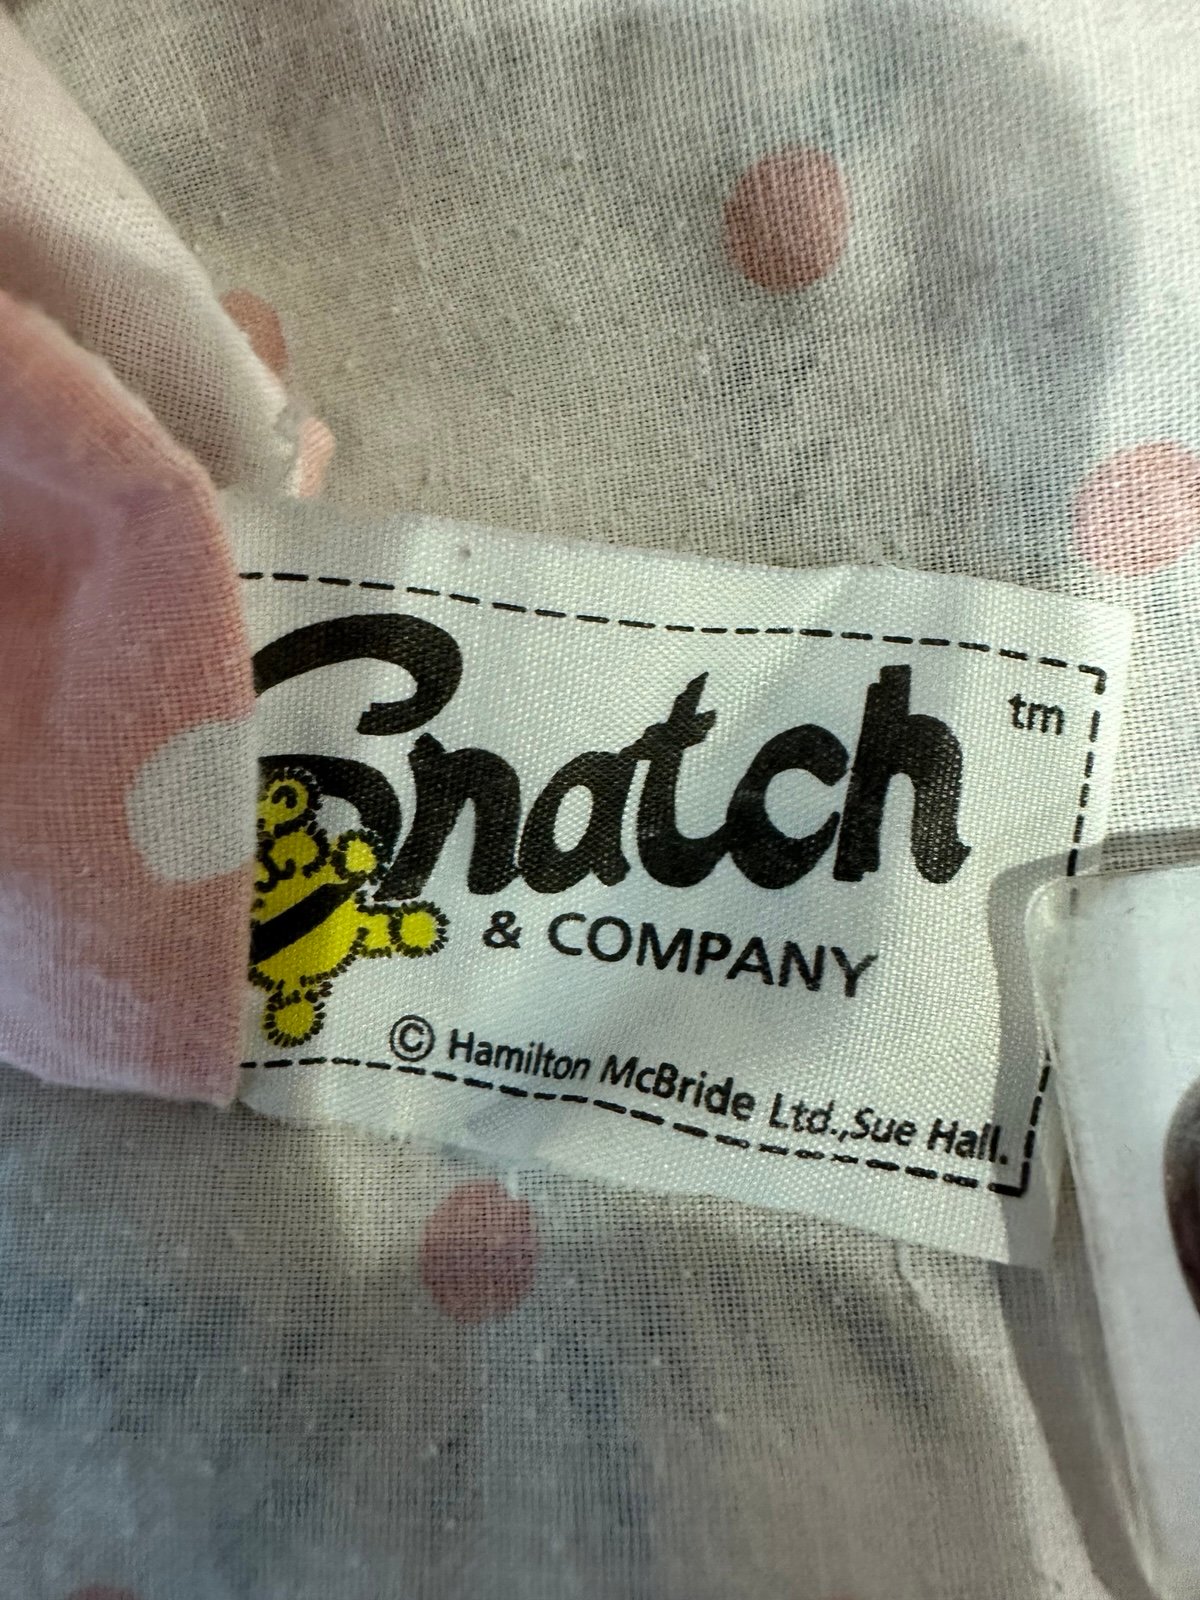 Snatch tm
& COMPANY
© Hamilton McBride Ltd.,Sue Hall.